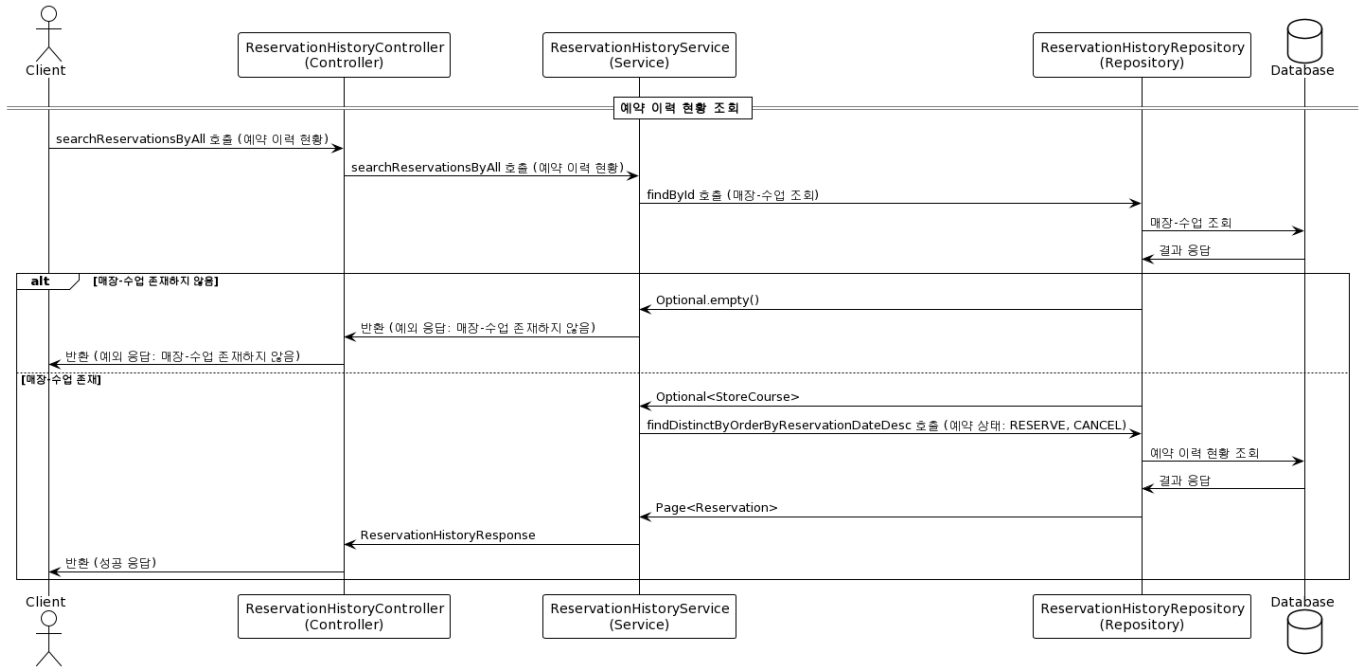 Client
ReservationHistoryController
(Controller)
ReservationHistoryService
(Service)
ReservationHistoryRepository
(Repository)
Database
예약 이력 현황 조회
searchReservationsByAll 호출 (예약 이력 현황)
searchReservationsByAll 호출 (예약 이력 현황)
findById 호출 (매장-수업 조회)
매장-수업 조회
결과 응답
alt [매장-수업 존재하지 않음]
Optional.empty()
반환 (예외 응답: 매장-수업 존재하지 않음)
반환 (예외 응답: 매장-수업 존재하지 않음)
[매장-수업 존재]
Optional<StoreCourse>
findDistinctByOrderByReservationDateDesc 호출 (예약 상태: RESERVE, CANCEL)
예약 이력 현황 조회
결과 응답
Page<Reservation>
ReservationHistoryResponse
반환 (성공 응답)
Client
ReservationHistoryController
(Controller)
ReservationHistoryService
(Service)
ReservationHistoryRepository
(Repository)
Database